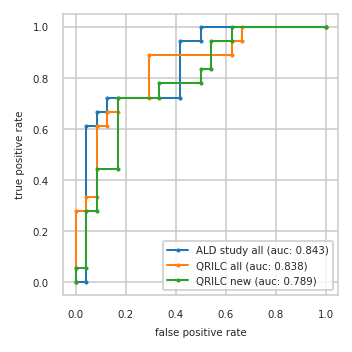 1.0
0.8
0.6
0.4
0.2
0.0
true positive rate
ALD study all (auc: 0.843)
QRILC all (auc: 0.838)
QRILC new (auc: 0.789)
0.0 0.2 0.4 0.6 0.8 1.0
false positive rate